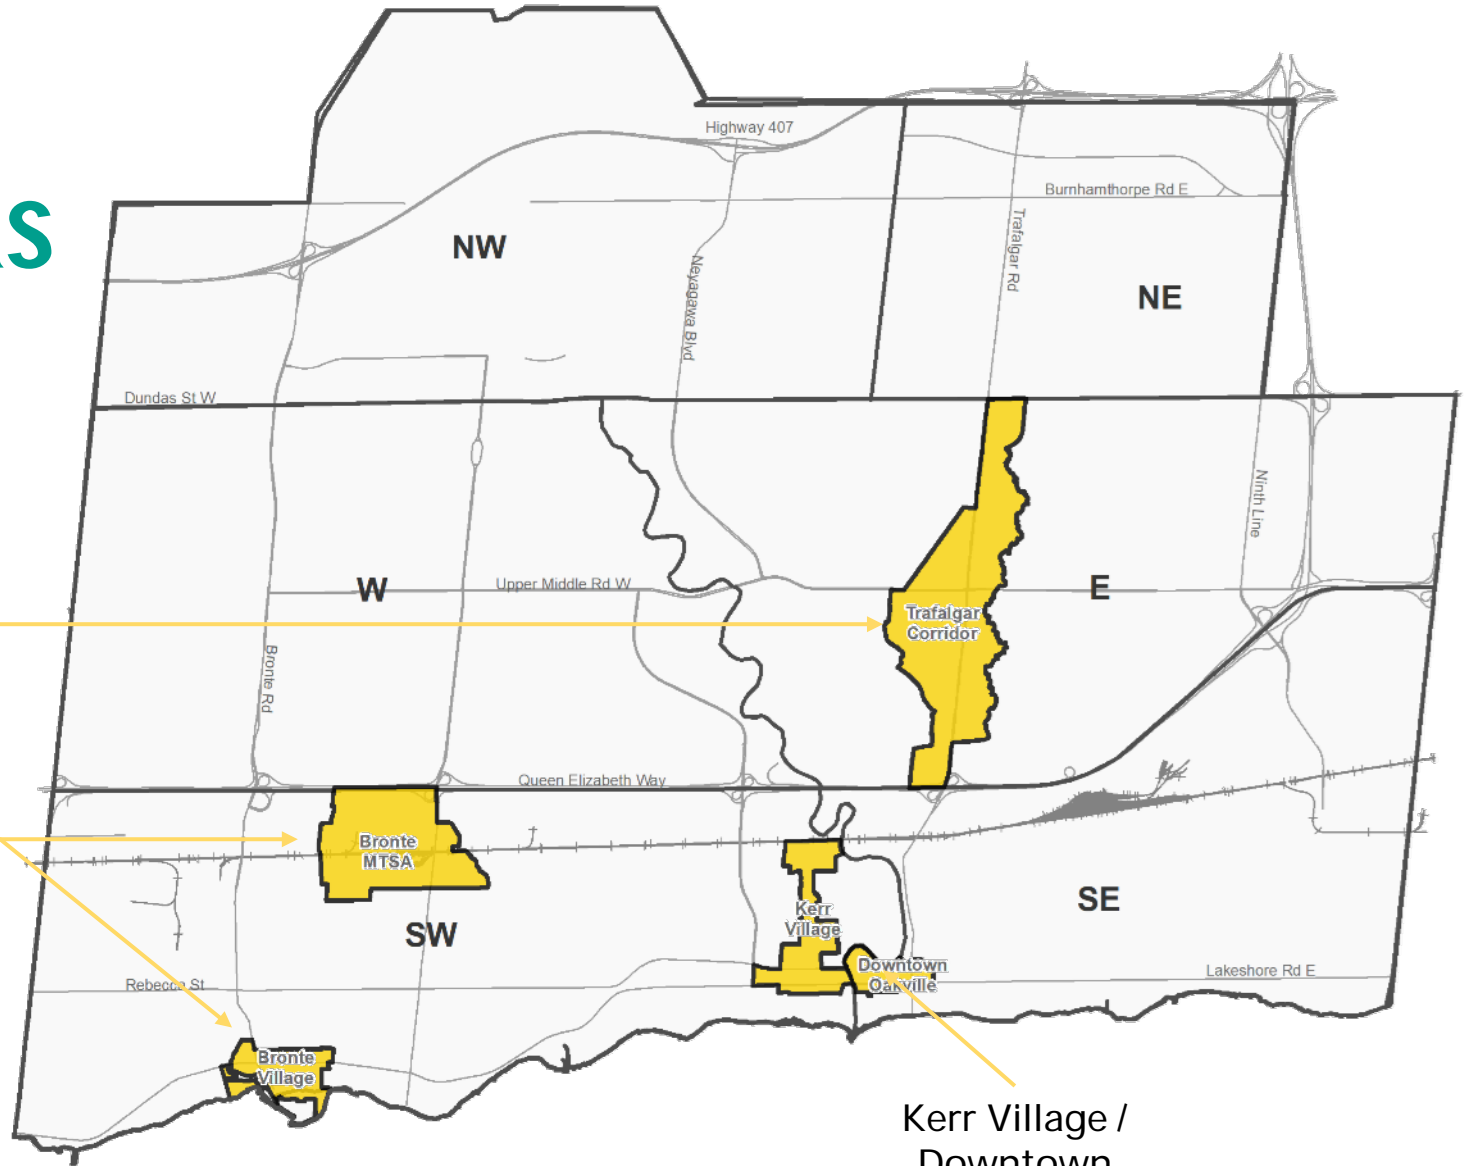 Highway 407
Burnhamthorpe Rd E
NW
Neyagawa Blvd
Trafalgar Rd
NE
Dundas St W
Ninth Line
W
Upper Middle Rd W
E
Trafalgar
Corridor
Bronte Rd
Queen Elizabeth Way
Bronte
MTSA
SW
Kerr
Village
SE
Downtown
Oakville
Lakeshore Rd E
Rebecca St
Bronte
Village
Kerr Village /
Downtown